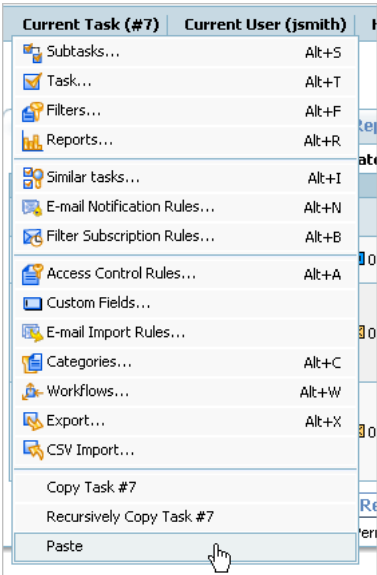 Current Task (#7) Current User (jsmith)
Subtasks... Alt+S
Task... Alt+T
Filters... Alt+F
Reports... Alt+R
Similar tasks... Alt+I
E-mail Notification Rules... Alt+N
Filter Subscription Rules... Alt+B
Access Control Rules... Alt+A
Custom Fields...
E-mail Import Rules...
Categories... Alt+C
Workflows... Alt+W
Export... Alt+X
CSV Import...
Copy Task #7
Recursively Copy Task #7
Paste